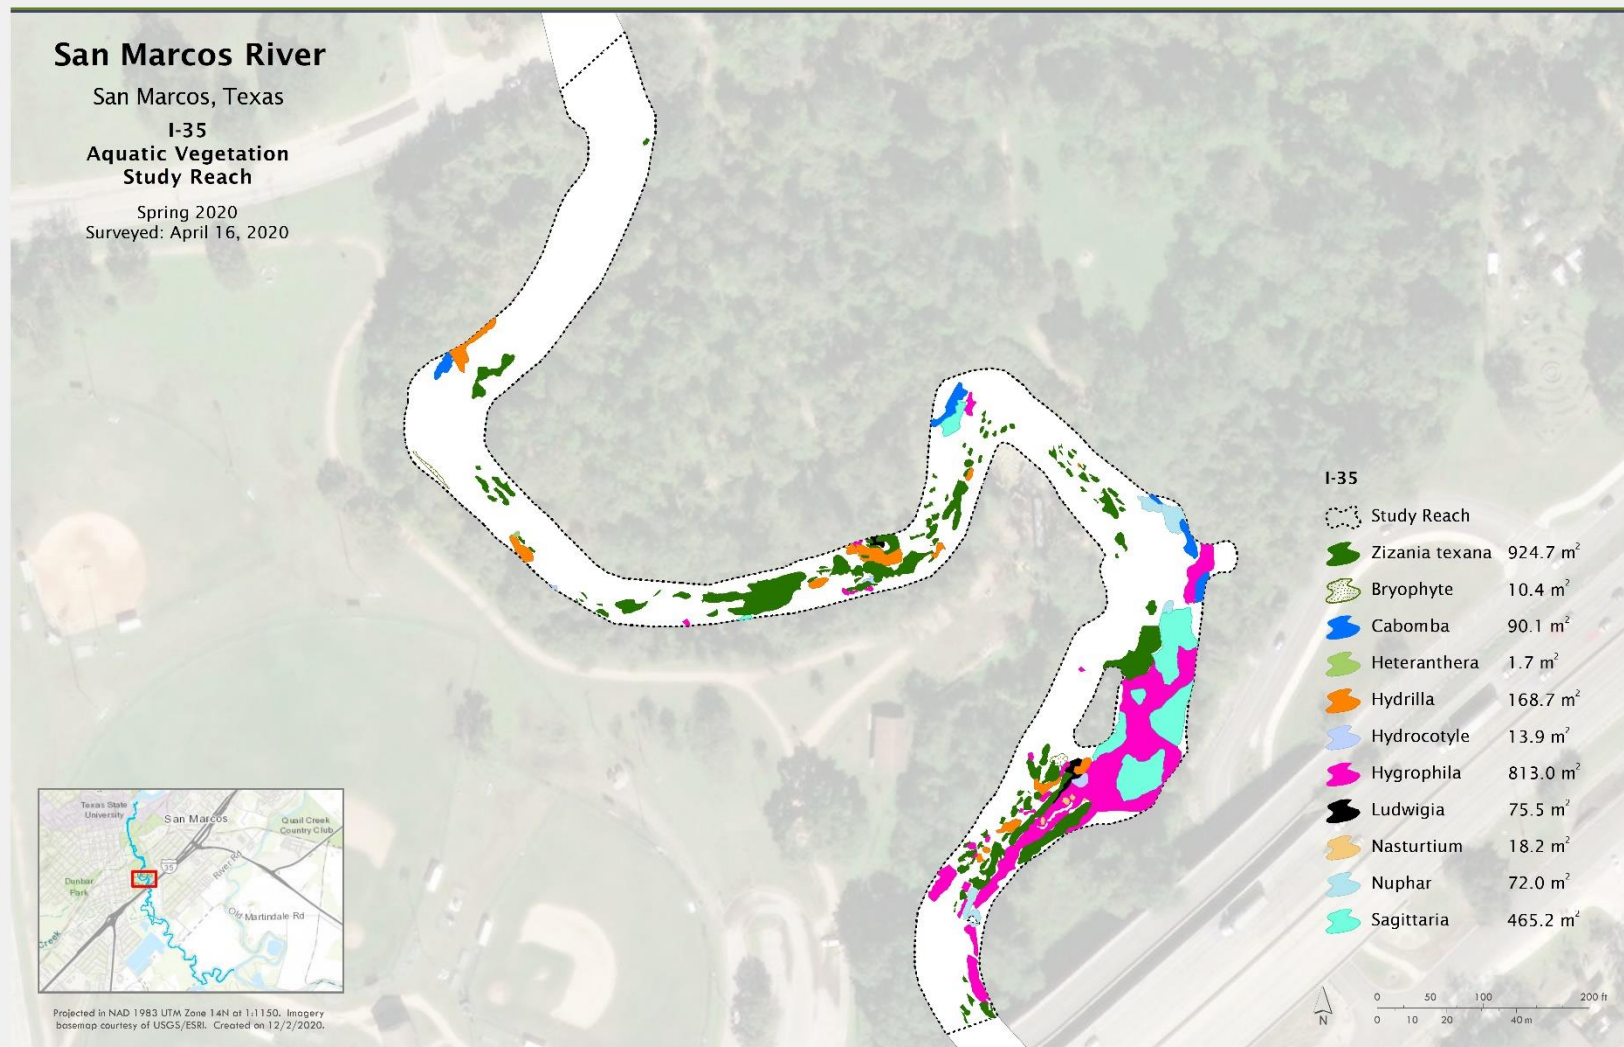 San Marcos River
San Marcos, Texas
I-35
Aquatic Vegetation
Study Reach
Spring 2020
Surveyed: April 16, 2020
I-35
Study Reach
Zizania texana 924.7 m²
Bryophyte 10.4 m²
Cabomba 90.1 m²
Heteranthera 1.7 m²
Hydrilla 168.7 m²
Hydrocotyle 13.9 m²
Hygrophila 813.0 m²
Ludwigia 75.5 m²
Nasturtium 18.2 m²
Nuphar 72.0 m²
Sagittaria 465.2 m²
Texas State
University
San Marcos
Quail Creek
Country Club
35
River Rd
Dunbar
Park
Old Martindale Rd
Creek
N
0 50 100 200 ft
0 10 20 40 m
Projected in NAD 1983 UTM Zone 14N at 1:1150. Imagery
basemap courtesy of USGS/ESRI. Created on 12/2/2020.